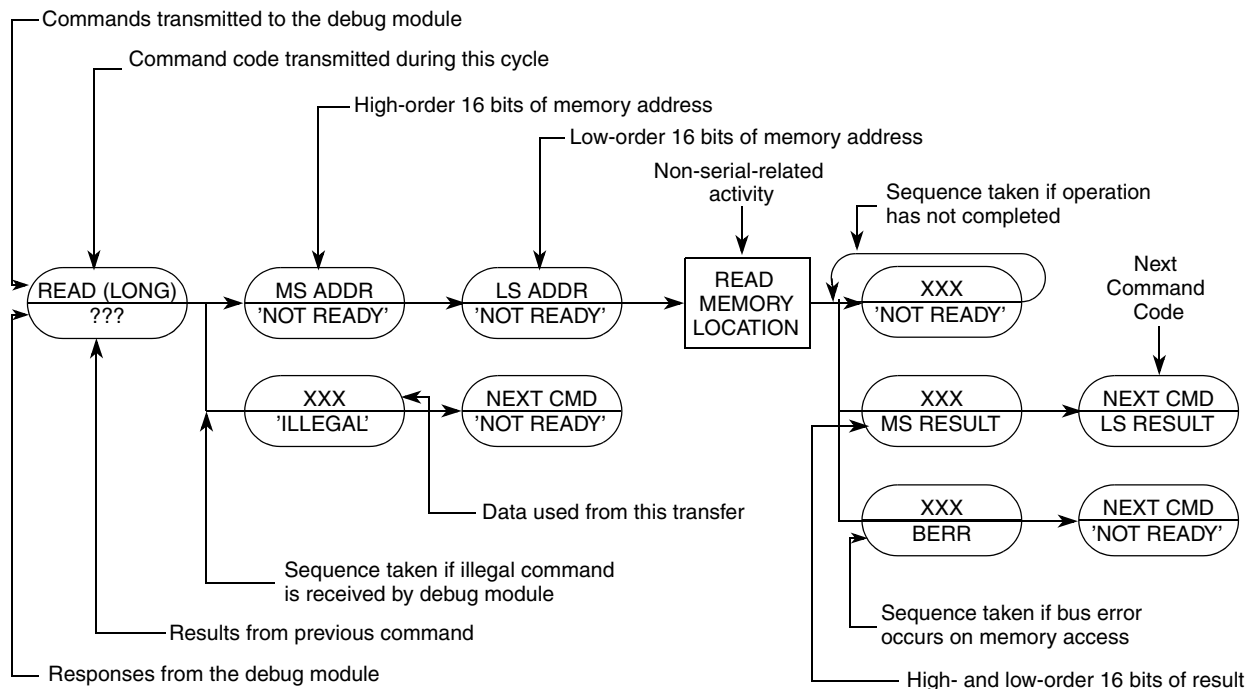 Commands transmitted to the debug module
Command code transmitted during this cycle
High-order 16 bits of memory address
Low-order 16 bits of memory address
Non-serial-related
activity
Sequence taken if operation
has not completed
Next
Command
Code
READ (LONG)
???
MS ADDR
'NOT READY'
LS ADDR
'NOT READY'
READ
MEMORY
LOCATION
XXX
'NOT READY'
XXX
'ILLEGAL'
NEXT CMD
'NOT READY'
XXX
MS RESULT
NEXT CMD
LS RESULT
XXX
BERR
NEXT CMD
'NOT READY'
Data used from this transfer
Sequence taken if illegal command
is received by debug module
Results from previous command
Responses from the debug module
Sequence taken if bus error
occurs on memory access
High- and low-order 16 bits of result